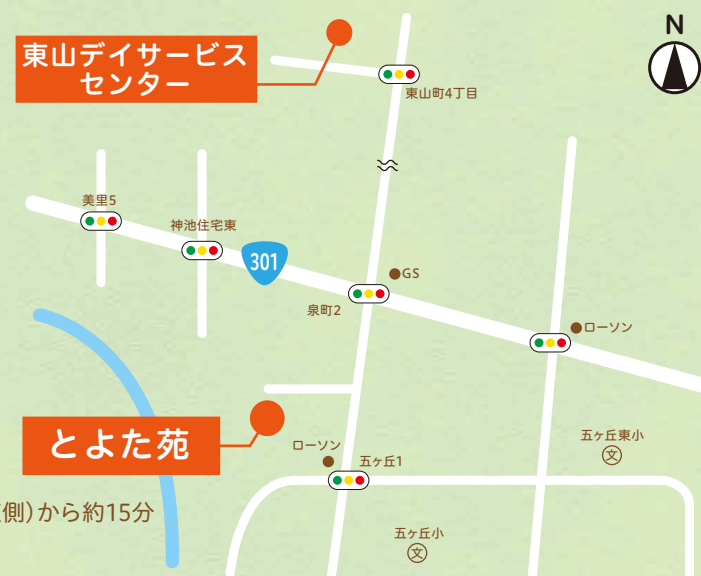 東山デイサービス
センター
N
東山町4丁目
美里5
神池住宅東
301
GS
泉町2
ローソン
とよた苑
ローソン
五ケ丘1
五ケ丘東小
文
側)から約15分
五ケ丘小
文